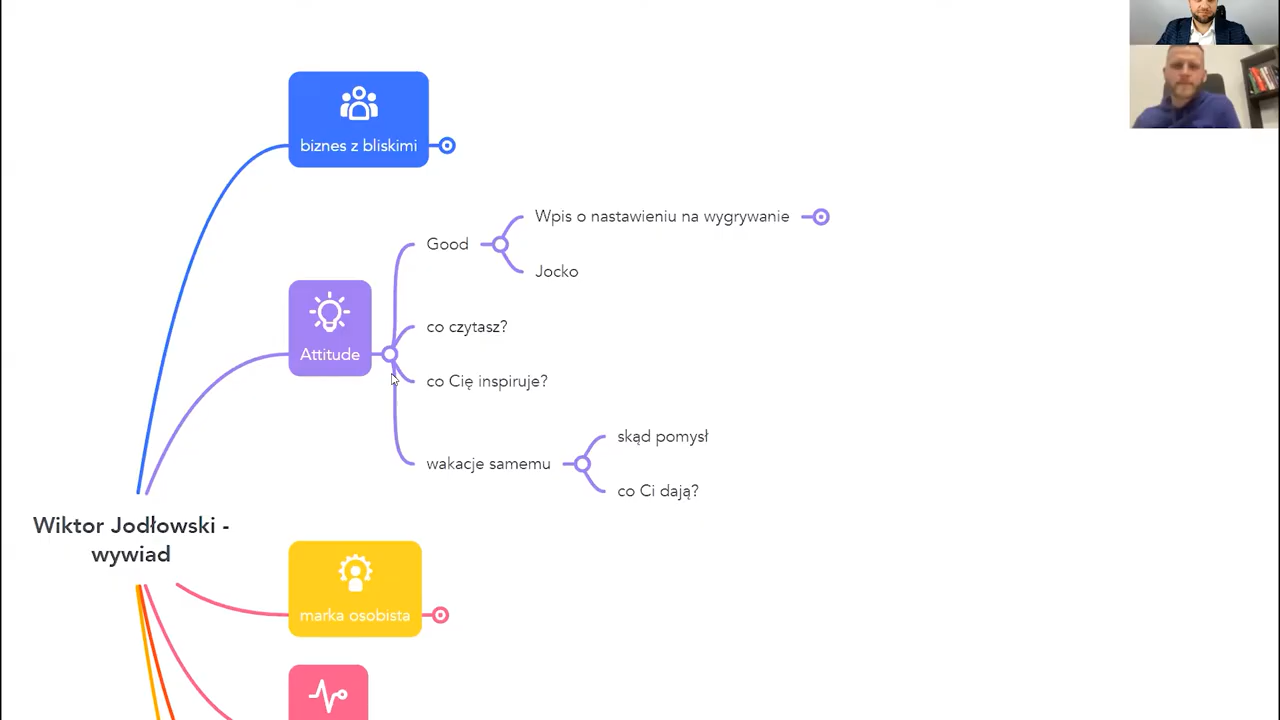 biznes z bliskimi
Wpis o nastawieniu na wygrywanie
Good
Jocko
co czytasz?
Attitude
co Cię inspiruje?
skąd pomysł
wakacje samemu
co Ci dają?
Wiktor Jodłowski -
wywiad
marka osobista